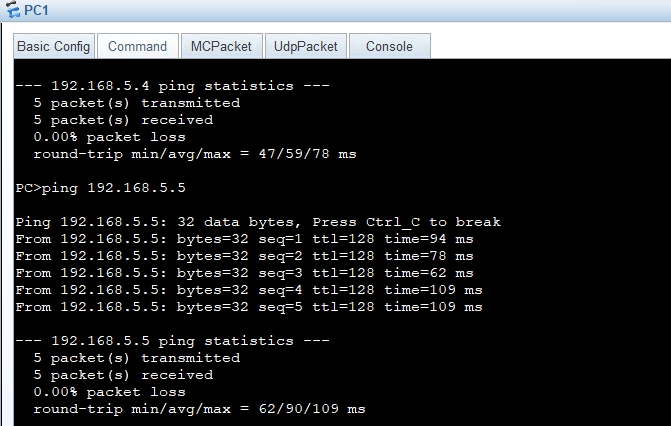 PC1
Basic Config Command MCPacket UdpPacket Console
--- 192.168.5.4 ping statistics ---
5 packet(s) transmitted
5 packet(s) received
0.00% packet loss
round-trip min/avg/max = 47/59/78 ms
PC>ping 192.168.5.5
Ping 192.168.5.5: 32 data bytes, Press Ctrl_C to break
From 192.168.5.5: bytes=32 seq=1 ttl=128 time=94 ms
From 192.168.5.5: bytes=32 seq=2 ttl=128 time=78 ms
From 192.168.5.5: bytes=32 seq=3 ttl=128 time=62 ms
From 192.168.5.5: bytes=32 seq=4 ttl=128 time=109 ms
From 192.168.5.5: bytes=32 seq=5 ttl=128 time=109 ms
--- 192.168.5.5 ping statistics ---
5 packet(s) transmitted
5 packet(s) received
0.00% packet loss
round-trip min/avg/max = 62/90/109 ms